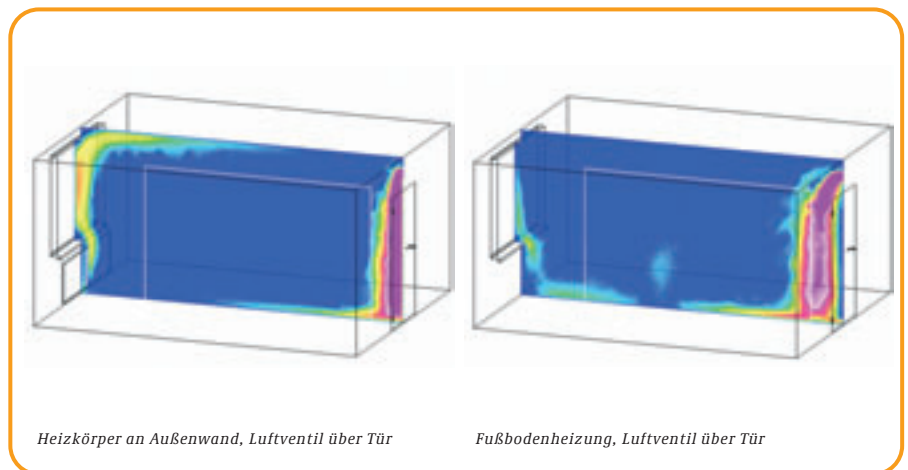 Heizkörper an Außenwand, Luftventil über Tür
Fußbodenheizung, Luftventil über Tür